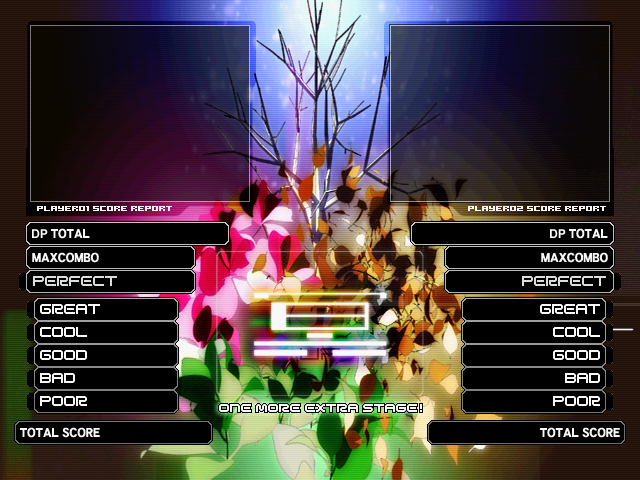 PLAYER01 SCORE REPORT
PLAYER02 SCORE REPORT
DP TOTAL
DP TOTAL
MAXCOMBO
MAXCOMBO
PERFECT
PERFECT
GREAT
GREAT
COOL
COOL
GOOD
GOOD
BAD
BAD
POOR
POOR
ONE MORE EXTRA STAGE!
TOTAL SCORE
TOTAL SCORE